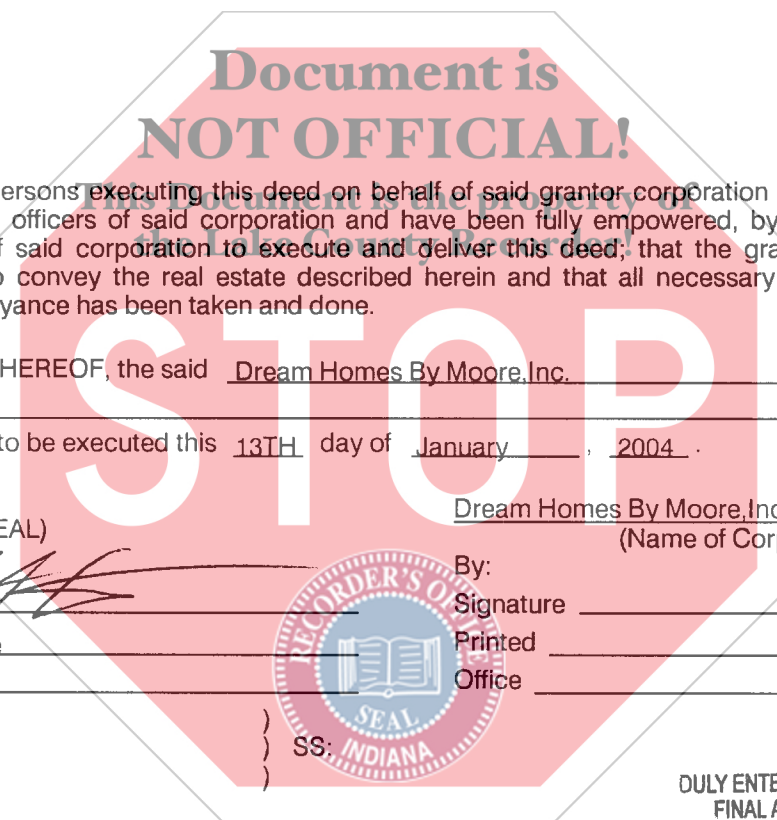 Document is
NOT OFFICIAL!
This Document is the property of
the Lake County Recorder!
ersons executing this deed on behalf of said grantor corporation
officers of said corporation and have been fully empowered, by
f said corporation to execute and deliver this deed; that the gra
o convey the real estate described herein and that all necessary
yance has been taken and done.
STOP
HEREOF, the said Dream Homes By Moore,Inc.
to be executed this 13TH day of January , 2004 .
EAL)
Dream Homes By Moore,Inc
(Name of Corp
By:
Signature
Printed
Office
RECORDER'S OFFICE
SEAL
INDIANA
) 
) SS:
)
DULY ENTE
FINAL A